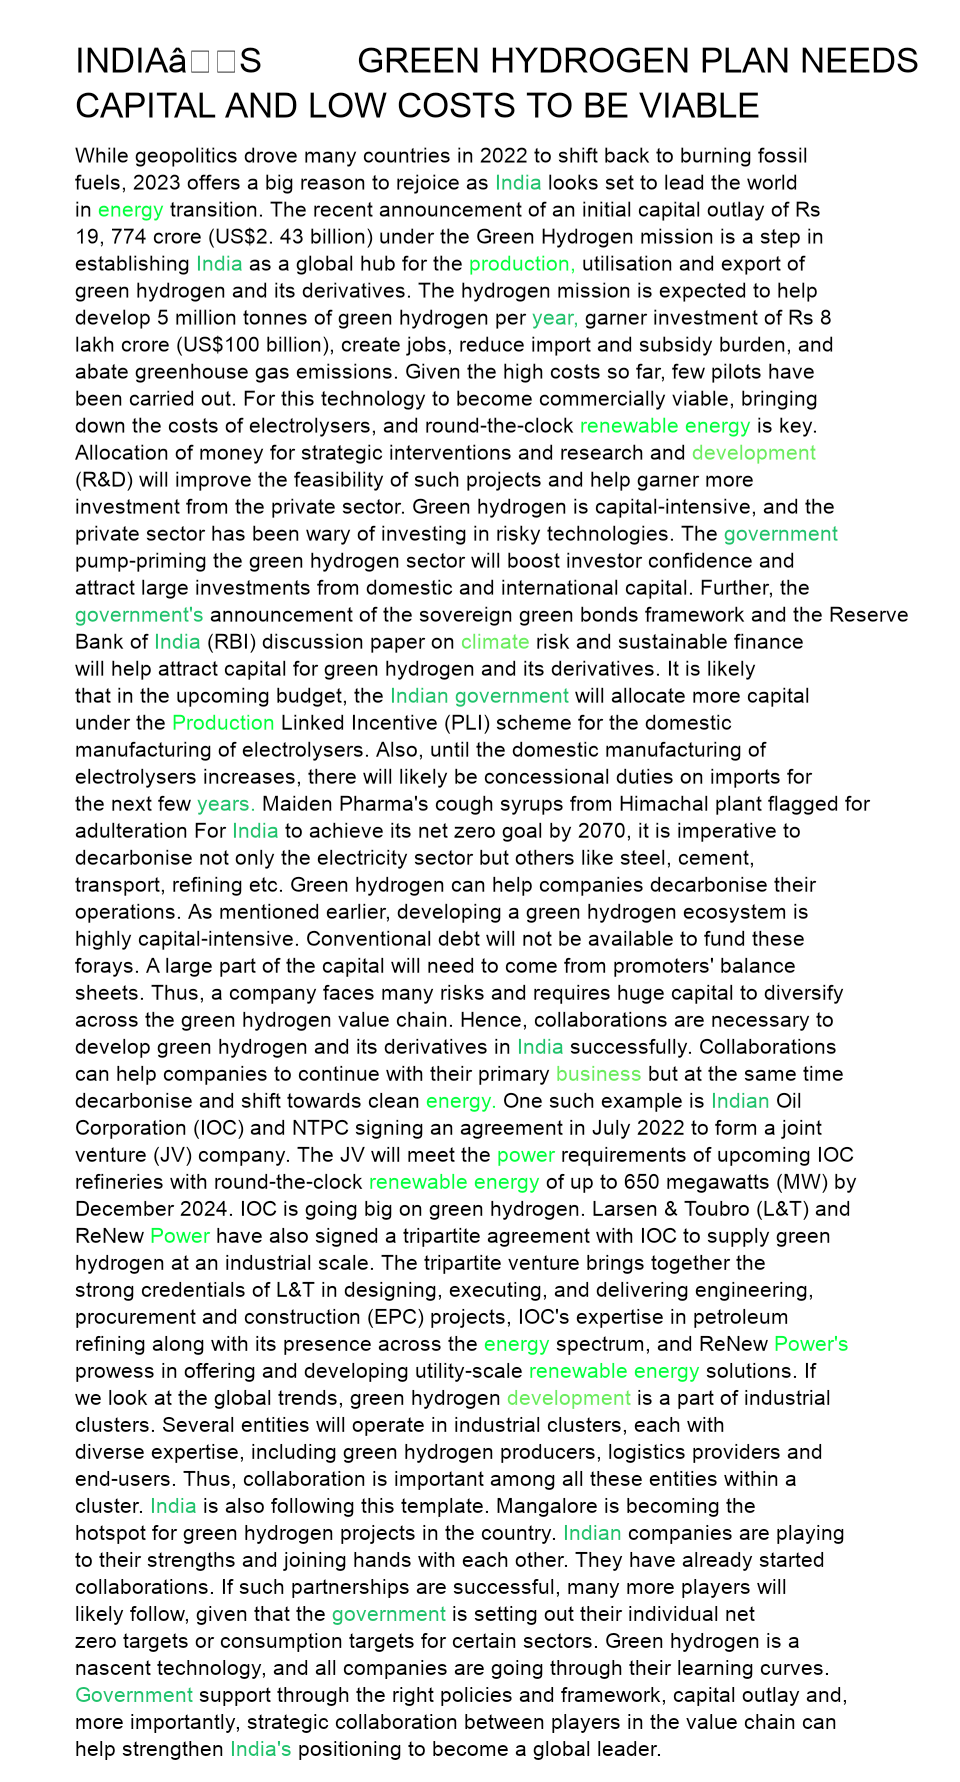 INDIAâ□□S GREEN HYDROGEN PLAN NEEDS
CAPITAL AND LOW COSTS TO BE VIABLE
While geopolitics drove many countries in 2022 to shift back to burning fossil
fuels, 2023 offers a big reason to rejoice as India looks set to lead the world
in energy transition. The recent announcement of an initial capital outlay of Rs
19, 774 crore (US$2. 43 billion) under the Green Hydrogen mission is a step in
establishing India as a global hub for the production, utilisation and export of
green hydrogen and its derivatives. The hydrogen mission is expected to help
develop 5 million tonnes of green hydrogen per year, garner investment of Rs 8
lakh crore (US$100 billion), create jobs, reduce import and subsidy burden, and
abate greenhouse gas emissions. Given the high costs so far, few pilots have
been carried out. For this technology to become commercially viable, bringing
down the costs of electrolysers, and round-the-clock renewable energy is key.
Allocation of money for strategic interventions and research and development
(R&D) will improve the feasibility of such projects and help garner more
investment from the private sector. Green hydrogen is capital-intensive, and the
private sector has been wary of investing in risky technologies. The government
pump-priming the green hydrogen sector will boost investor confidence and
attract large investments from domestic and international capital. Further, the
government's announcement of the sovereign green bonds framework and the Reserve
Bank of India (RBI) discussion paper on climate risk and sustainable finance
will help attract capital for green hydrogen and its derivatives. It is likely
that in the upcoming budget, the Indian government will allocate more capital
under the Production Linked Incentive (PLI) scheme for the domestic
manufacturing of electrolysers. Also, until the domestic manufacturing of
electrolysers increases, there will likely be concessional duties on imports for
the next few years. Maiden Pharma's cough syrups from Himachal plant flagged for
adulteration For India to achieve its net zero goal by 2070, it is imperative to
decarbonise not only the electricity sector but others like steel, cement,
transport, refining etc. Green hydrogen can help companies decarbonise their
operations. As mentioned earlier, developing a green hydrogen ecosystem is
highly capital-intensive. Conventional debt will not be available to fund these
forays. A large part of the capital will need to come from promoters' balance
sheets. Thus, a company faces many risks and requires huge capital to diversify
across the green hydrogen value chain. Hence, collaborations are necessary to
develop green hydrogen and its derivatives in India successfully. Collaborations
can help companies to continue with their primary business but at the same time
decarbonise and shift towards clean energy. One such example is Indian Oil
Corporation (IOC) and NTPC signing an agreement in July 2022 to form a joint
venture (JV) company. The JV will meet the power requirements of upcoming IOC
refineries with round-the-clock renewable energy of up to 650 megawatts (MW) by
December 2024. IOC is going big on green hydrogen. Larsen & Toubro (L&T) and
ReNew Power have also signed a tripartite agreement with IOC to supply green
hydrogen at an industrial scale. The tripartite venture brings together the
strong credentials of L&T in designing, executing, and delivering engineering,
procurement and construction (EPC) projects, IOC's expertise in petroleum
refining along with its presence across the energy spectrum, and ReNew Power's
prowess in offering and developing utility-scale renewable energy solutions. If
we look at the global trends, green hydrogen development is a part of industrial
clusters. Several entities will operate in industrial clusters, each with
diverse expertise, including green hydrogen producers, logistics providers and
end-users. Thus, collaboration is important among all these entities within a
cluster. India is also following this template. Mangalore is becoming the
hotspot for green hydrogen projects in the country. Indian companies are playing
to their strengths and joining hands with each other. They have already started
collaborations. If such partnerships are successful, many more players will
likely follow, given that the government is setting out their individual net
zero targets or consumption targets for certain sectors. Green hydrogen is a
nascent technology, and all companies are going through their learning curves.
Government support through the right policies and framework, capital outlay and,
more importantly, strategic collaboration between players in the value chain can
help strengthen India's positioning to become a global leader.